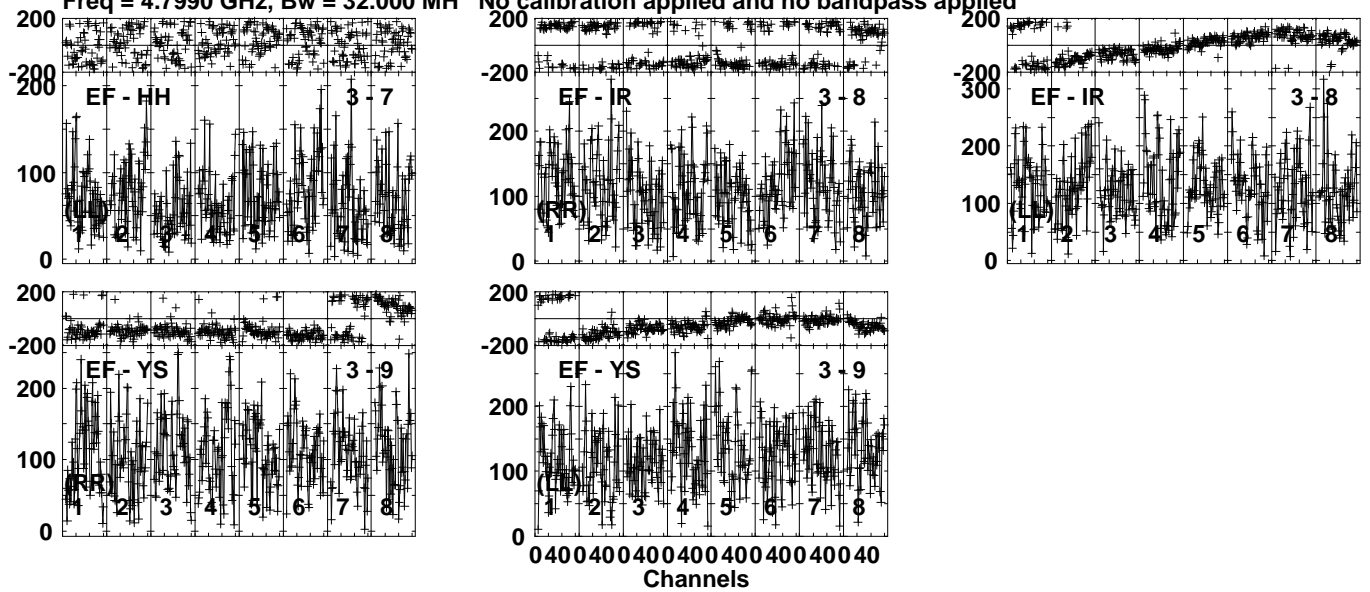 Freq = 4.7990 GHz, Bw = 32.000 MH No calibration applied and no bandpass applied
200
-200
200
100
0
EF - HH 3 - 7
(LL)
1 2 3 4 5 6 7 8
200
-200
200
100
0
EF - IR 3 - 8
(RR)
1 2 3 4 5 6 7 8
200
-200
300
200
100
0
EF - IR 3 - 8
(LL)
1 2 3 4 5 6 7 8
200
-200
200
100
0
EF - YS 3 - 9
(RR)
1 2 3 4 5 6 7 8
200
-200
200
100
0
EF - YS 3 - 9
(LL)
1 2 3 4 5 6 7 8
0 40 0 40 0 40 0 40 0 40 0 40 0 40 0 40
Channels